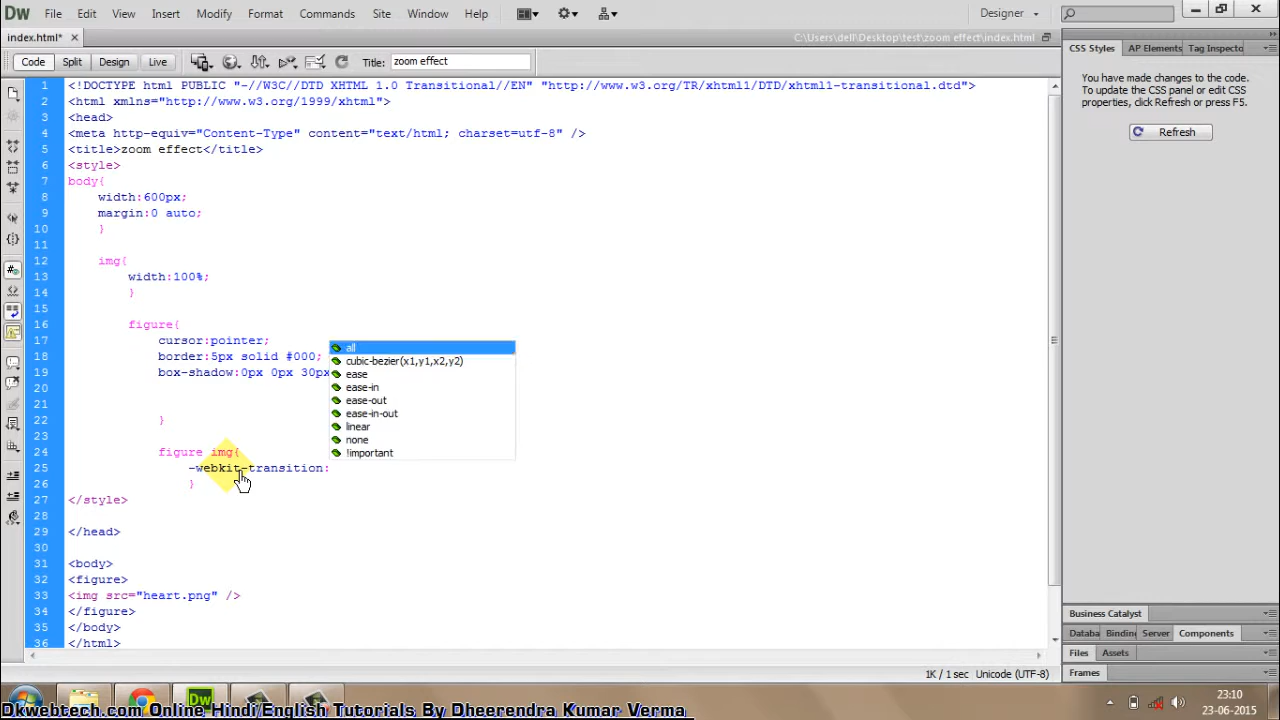 Dw File Edit View Insert Modify Format Commands Site Window Help Designer
index.html* C:\Users\dell\Desktop\test\zoom effect\index.html
Code Split Design Live Title: zoom effect
CSS Styles AP Elements Tag Inspecto
You have made changes to the code.
To update the CSS panel or edit CSS
properties, click Refresh or press F5.
Refresh
1 <!DOCTYPE html PUBLIC "-//W3C//DTD XHTML 1.0 Transitional//EN" "http://www.w3.org/TR/xhtml1/DTD/xhtml1-transitional.dtd">
2 <html xmlns="http://www.w3.org/1999/xhtml">
3 <head>
4 <meta http-equiv="Content-Type" content="text/html; charset=utf-8" />
5 <title>zoom effect</title>
6 <style>
7 body{
8 width:600px;
9 margin:0 auto;
10 }
11
12 img{
13 width:100%;
14 }
15
16 figure{
17 cursor:pointer;
18 border:5px solid #000;
19 box-shadow:0px 0px 30px
20
21
22 }
23
24 figure img{
25 -webkit-transition:
26 }
27 </style>
28
29 </head>
30
31 <body>
32 <figure>
33 <img src="heart.png" />
34 </figure>
35 </body>
36 </html>
all
cubic-bezier(x1,y1,x2,y2)
ease
ease-in
ease-out
ease-in-out
linear
none
!important
Business Catalyst
Databa Bindin Server Components
Files Assets
Frames
1K / 1 sec Unicode (UTF-8)
Dw
23:10
23-06-2015
Dkwebtech.com Online Hindi/English Tutorials By Dheerendra Kumar Verma